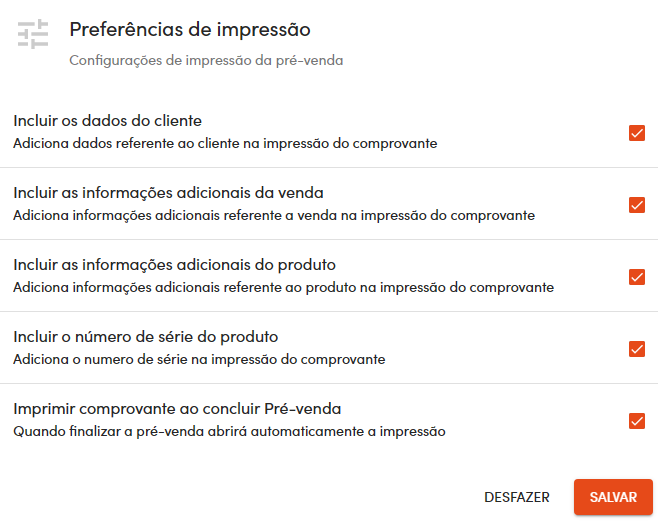 Preferências de impressão
Configurações de impressão da pré-venda
Incluir os dados do cliente
Adiciona dados referente ao cliente na impressão do comprovante
Incluir as informações adicionais da venda
Adiciona informações adicionais referente a venda na impressão do comprovante
Incluir as informações adicionais do produto
Adiciona informações adicionais referente ao produto na impressão do comprovante
Incluir o número de série do produto
Adiciona o numero de série na impressão do comprovante
Imprimir comprovante ao concluir Pré-venda
Quando finalizar a pré-venda abrirá automaticamente a impressão
DESFAZER SALVAR